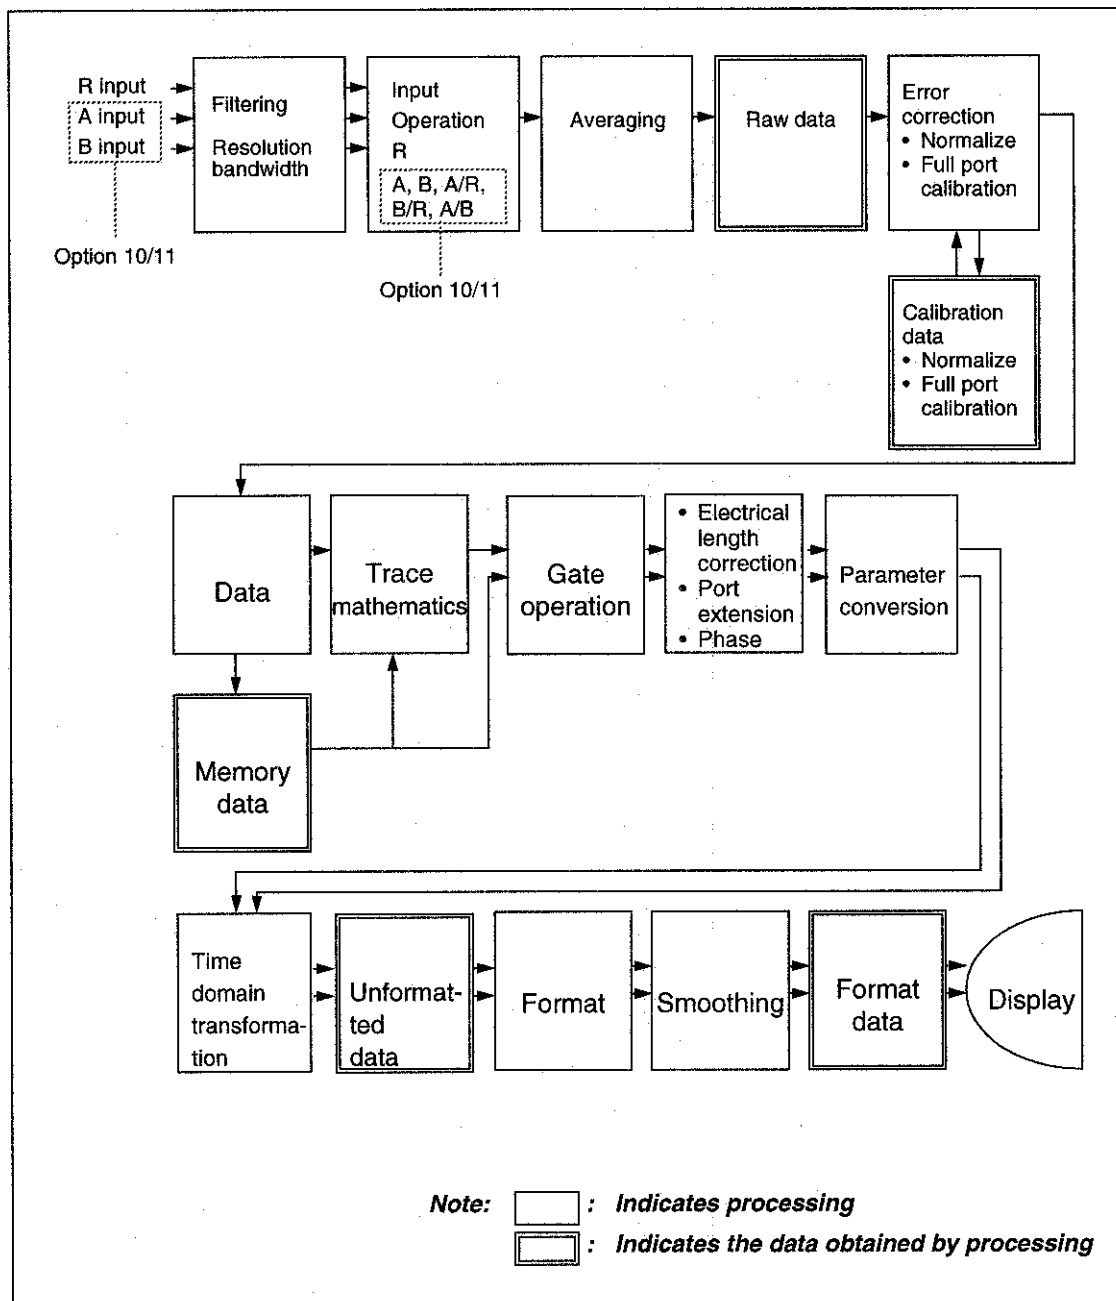 R input
A input
B input
Option 10/11
Filtering
Resolution
bandwidth
Input
Operation
R
A, B, A/R,
B/R, A/B
Option 10/11
Averaging
Raw data
Error
correction
• Normalize
• Full port
calibration
Calibration
data
• Normalize
• Full port
calibration
Data
Trace
mathematics
Gate
operation
• Electrical
length
correction
• Port
extension
• Phase
Parameter
conversion
Memory
data
Time
domain
transforma-
tion
Unformat-
ted
data
Format
Smoothing
Format
data
Display
Note: : Indicates processing
: Indicates the data obtained by processing